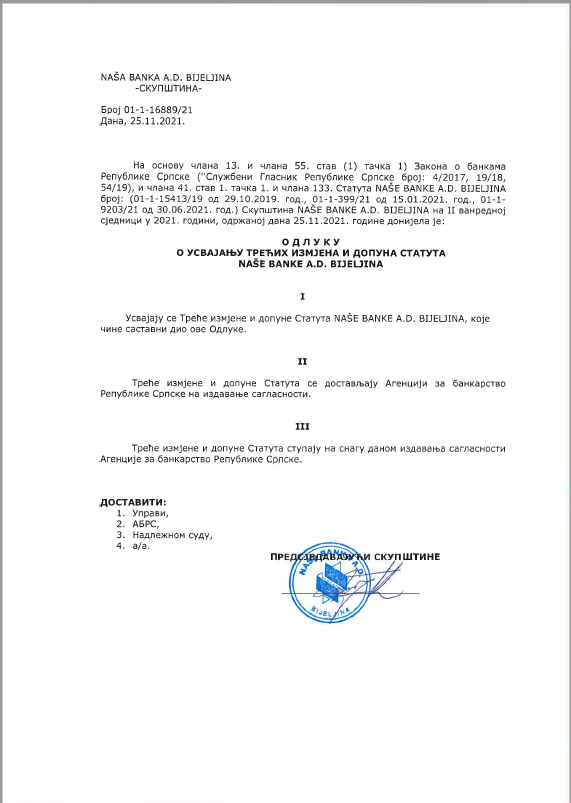 NAŠA BANKA A.D. BIJELJINA
-СКУПШТИНА-
Број 01-1-16889/21
Дана, 25.11.2021.
На основу члана 13. и члана 55. став (1) тачка 1) Закона о банкама
Републике Српске ("Службени Гласник Републике Српске број: 4/2017, 19/18,
54/19), и члана 41. став 1. тачка 1. и члана 133. Статута NAŠE BANKE A.D. BIJELJINA
број: (01-1-15413/19 од 29.10.2019. год., 01-1-399/21 од 15.01.2021. год., 01-1-
9203/21 од 30.06.2021. год.) Скупштина NAŠE BANKE A.D. BIJELJINA на II ванредној
сједници у 2021. години, одржаној дана 25.11.2021. године донијела је:
О Д Л У К У
О УСВАЈАЊУ ТРЕЋИХ ИЗМЈЕНА И ДОПУНА СТАТУТА
NAŠE BANKE A.D. BIJELJINA
I
Усвајају се Треће измјене и допуне Статута NAŠE BANKE A.D. BIJELJINA, које
чине саставни дио ове Одлуке.
II
Треће измјене и допуне Статута се достављају Агенцији за банкарство
Републике Српске на издавање сагласности.
III
Треће измјене и допуне Статута ступају на снагу даном издавања сагласности
Агенције за банкарство Републике Српске.
ДОСТАВИТИ:
1. Управи,
2. АБРС,
3. Надлежном суду,
4. а/а.
ПРЕДСЈЕДАВАЈУЋИ СКУПШТИНЕ
NAŠA BANKA A.D.
BIJELJINA